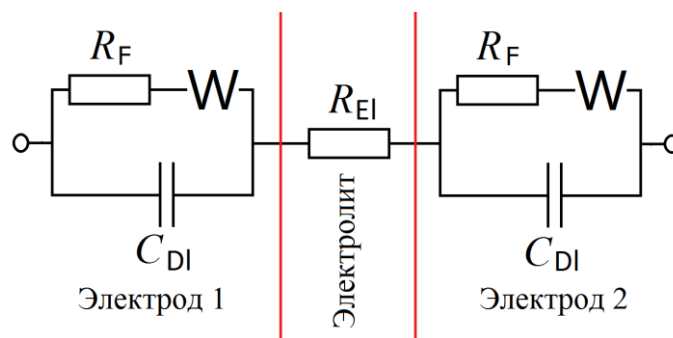 R_F W
C_Dl
Электрод 1
R_El
Электролит
R_F W
C_Dl
Электрод 2